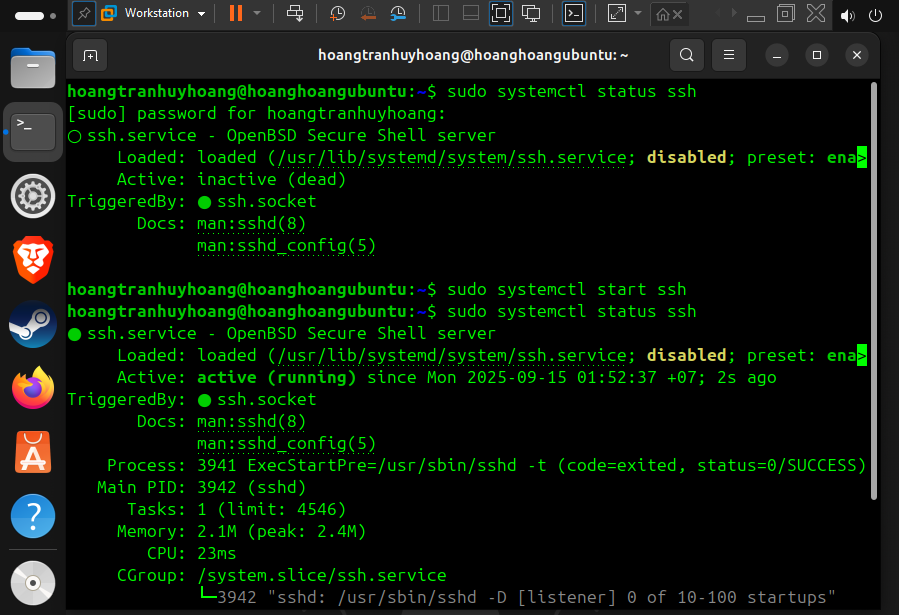 Workstation
hoangtranhuyhoang@hoanghoangubuntu: ~
hoangtranhuyhoang@hoanghoangubuntu:~$ sudo systemctl status ssh
[sudo] password for hoangtranhuyhoang:
○ ssh.service - OpenBSD Secure Shell server
Loaded: loaded (/usr/lib/systemd/system/ssh.service; disabled; preset: ena>
Active: inactive (dead)
TriggeredBy: ● ssh.socket
Docs: man:sshd(8)
man:sshd_config(5)
hoangtranhuyhoang@hoanghoangubuntu:~$ sudo systemctl start ssh
hoangtranhuyhoang@hoanghoangubuntu:~$ sudo systemctl status ssh
● ssh.service - OpenBSD Secure Shell server
Loaded: loaded (/usr/lib/systemd/system/ssh.service; disabled; preset: ena>
Active: active (running) since Mon 2025-09-15 01:52:37 +07; 2s ago
TriggeredBy: ● ssh.socket
Docs: man:sshd(8)
man:sshd_config(5)
Process: 3941 ExecStartPre=/usr/sbin/sshd -t (code=exited, status=0/SUCCESS)
Main PID: 3942 (sshd)
Tasks: 1 (limit: 4546)
Memory: 2.1M (peak: 2.4M)
CPU: 23ms
CGroup: /system.slice/ssh.service
└─3942 "sshd: /usr/sbin/sshd -D [listener] 0 of 10-100 startups"